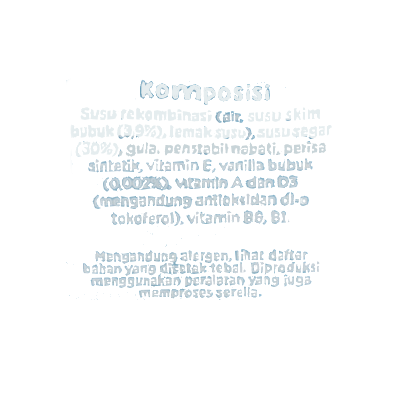 Komposisi
Susu rekombinasi (air, susu skim
bubuk (3,9%), lemak susu), susu segar
(30%), gula, penstabil nabati, perisa
sintetik, vitamin E, vanilla bubuk
(0,002%), vitamin A dan D3
(mengandung antioksidan dl-α
tokoferol), vitamin B6, B1.
Mengandung alergen, lihat daftar
bahan yang dicetak tebal. Diproduksi
menggunakan peralatan yang juga
memproses serelia.